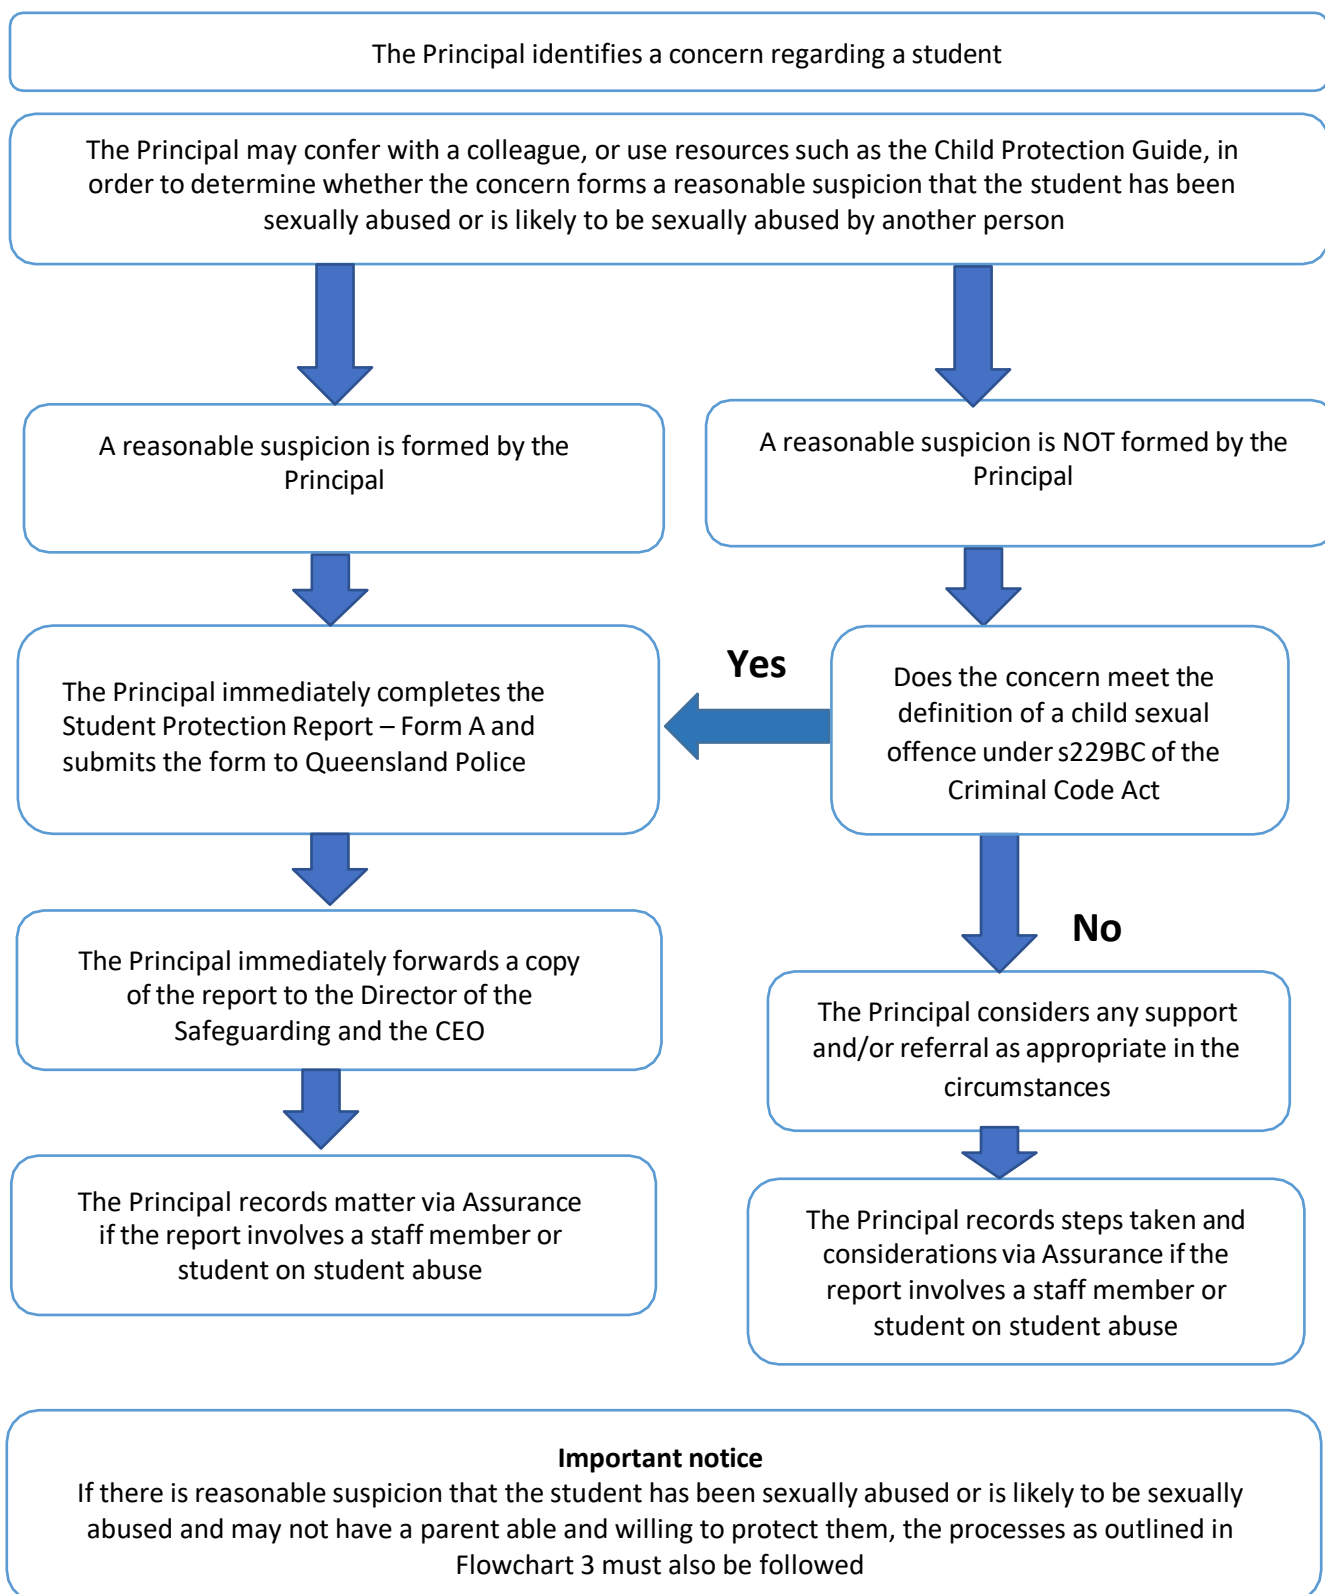 The Principal identifies a concern regarding a student
The Principal may confer with a colleague, or use resources such as the Child Protection Guide, in
order to determine whether the concern forms a reasonable suspicion that the student has been
sexually abused or is likely to be sexually abused by another person
A reasonable suspicion is formed by the
Principal
A reasonable suspicion is NOT formed by the
Principal
The Principal immediately completes the
Student Protection Report – Form A and
submits the form to Queensland Police
Yes
Does the concern meet the
definition of a child sexual
offence under s229BC of the
Criminal Code Act
The Principal immediately forwards a copy
of the report to the Director of the
Safeguarding and the CEO
No
The Principal considers any support
and/or referral as appropriate in the
circumstances
The Principal records matter via Assurance
if the report involves a staff member or
student on student abuse
The Principal records steps taken and
considerations via Assurance if the
report involves a staff member or
student on student abuse
Important notice
If there is reasonable suspicion that the student has been sexually abused or is likely to be sexually
abused and may not have a parent able and willing to protect them, the processes as outlined in
Flowchart 3 must also be followed